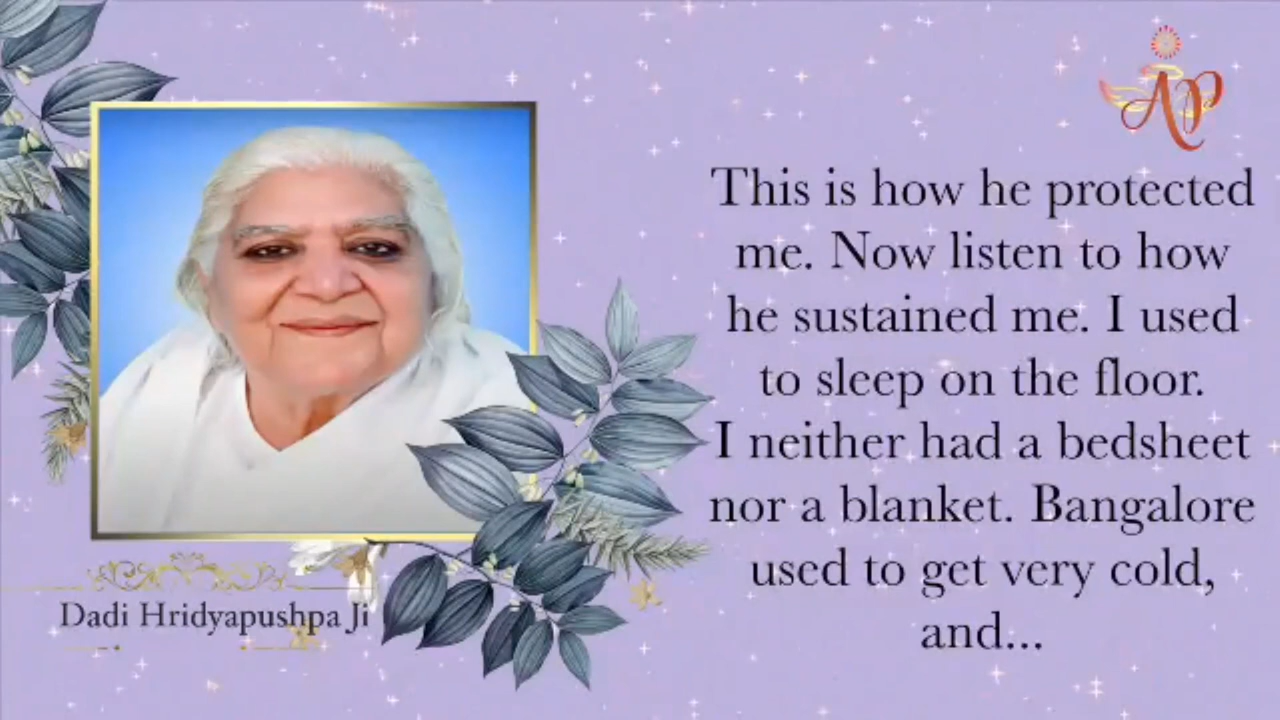 AP
This is how he protected
me. Now listen to how
he sustained me. I used
to sleep on the floor.
I neither had a bedsheet
nor a blanket. Bangalore
used to get very cold,
and...
Dadi Hridyapushpa Ji